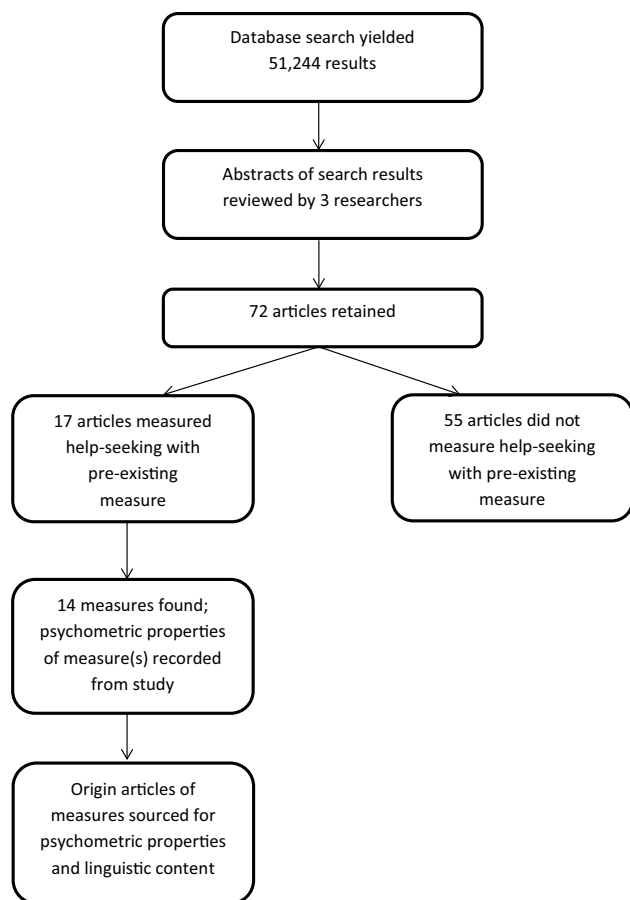 Database search yielded
51,244 results
Abstracts of search results
reviewed by 3 researchers
72 articles retained
17 articles measured
help-seeking with
pre-existing
measure
55 articles did not
measure help-seeking
with pre-existing
measure
14 measures found;
psychometric properties
of measure(s) recorded
from study
Origin articles of
measures sourced for
psychometric properties
and linguistic content